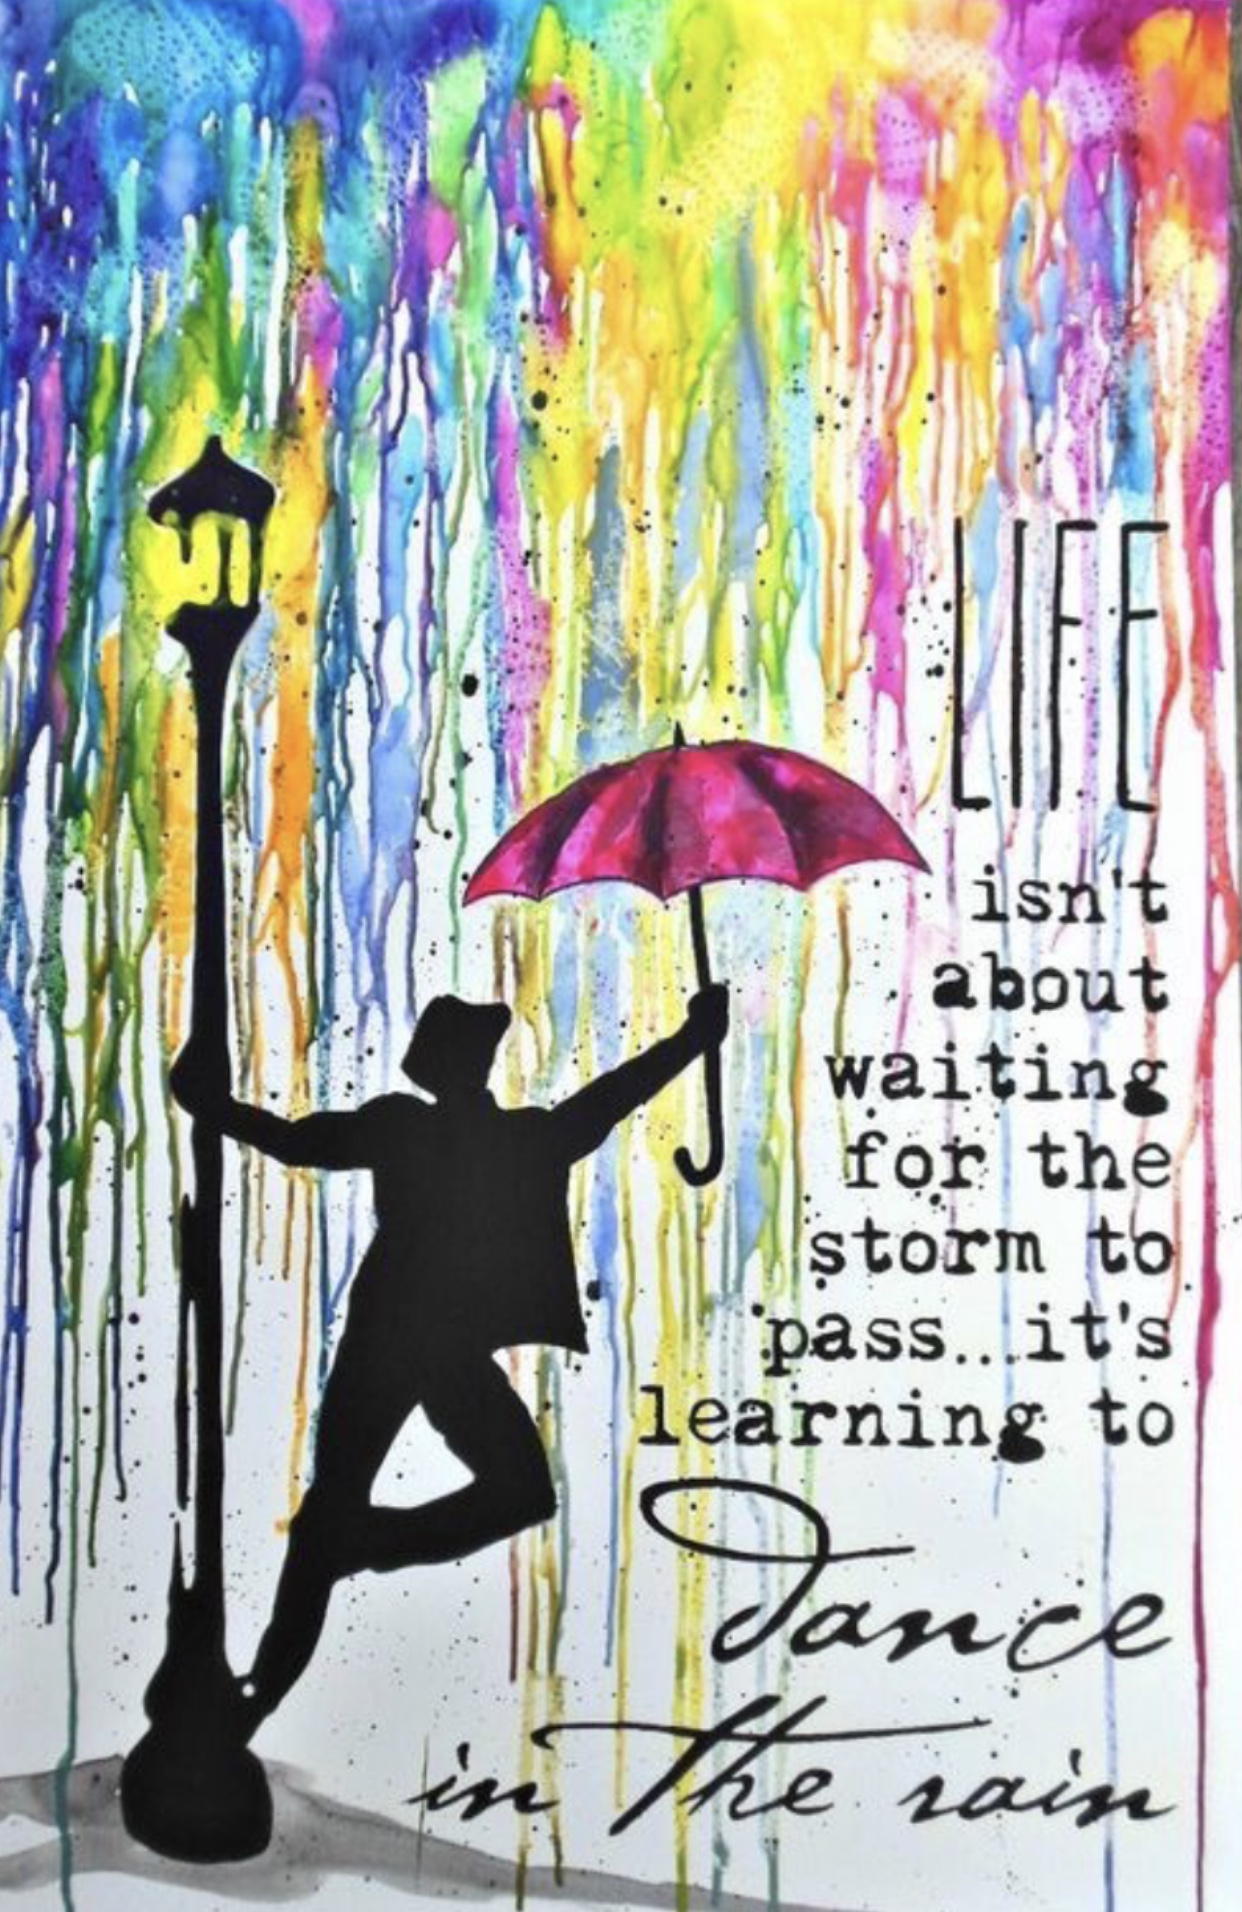 LIFE
isn't
about
waiting
for the
storm to
pass...it's
learning to
dance
in the rain